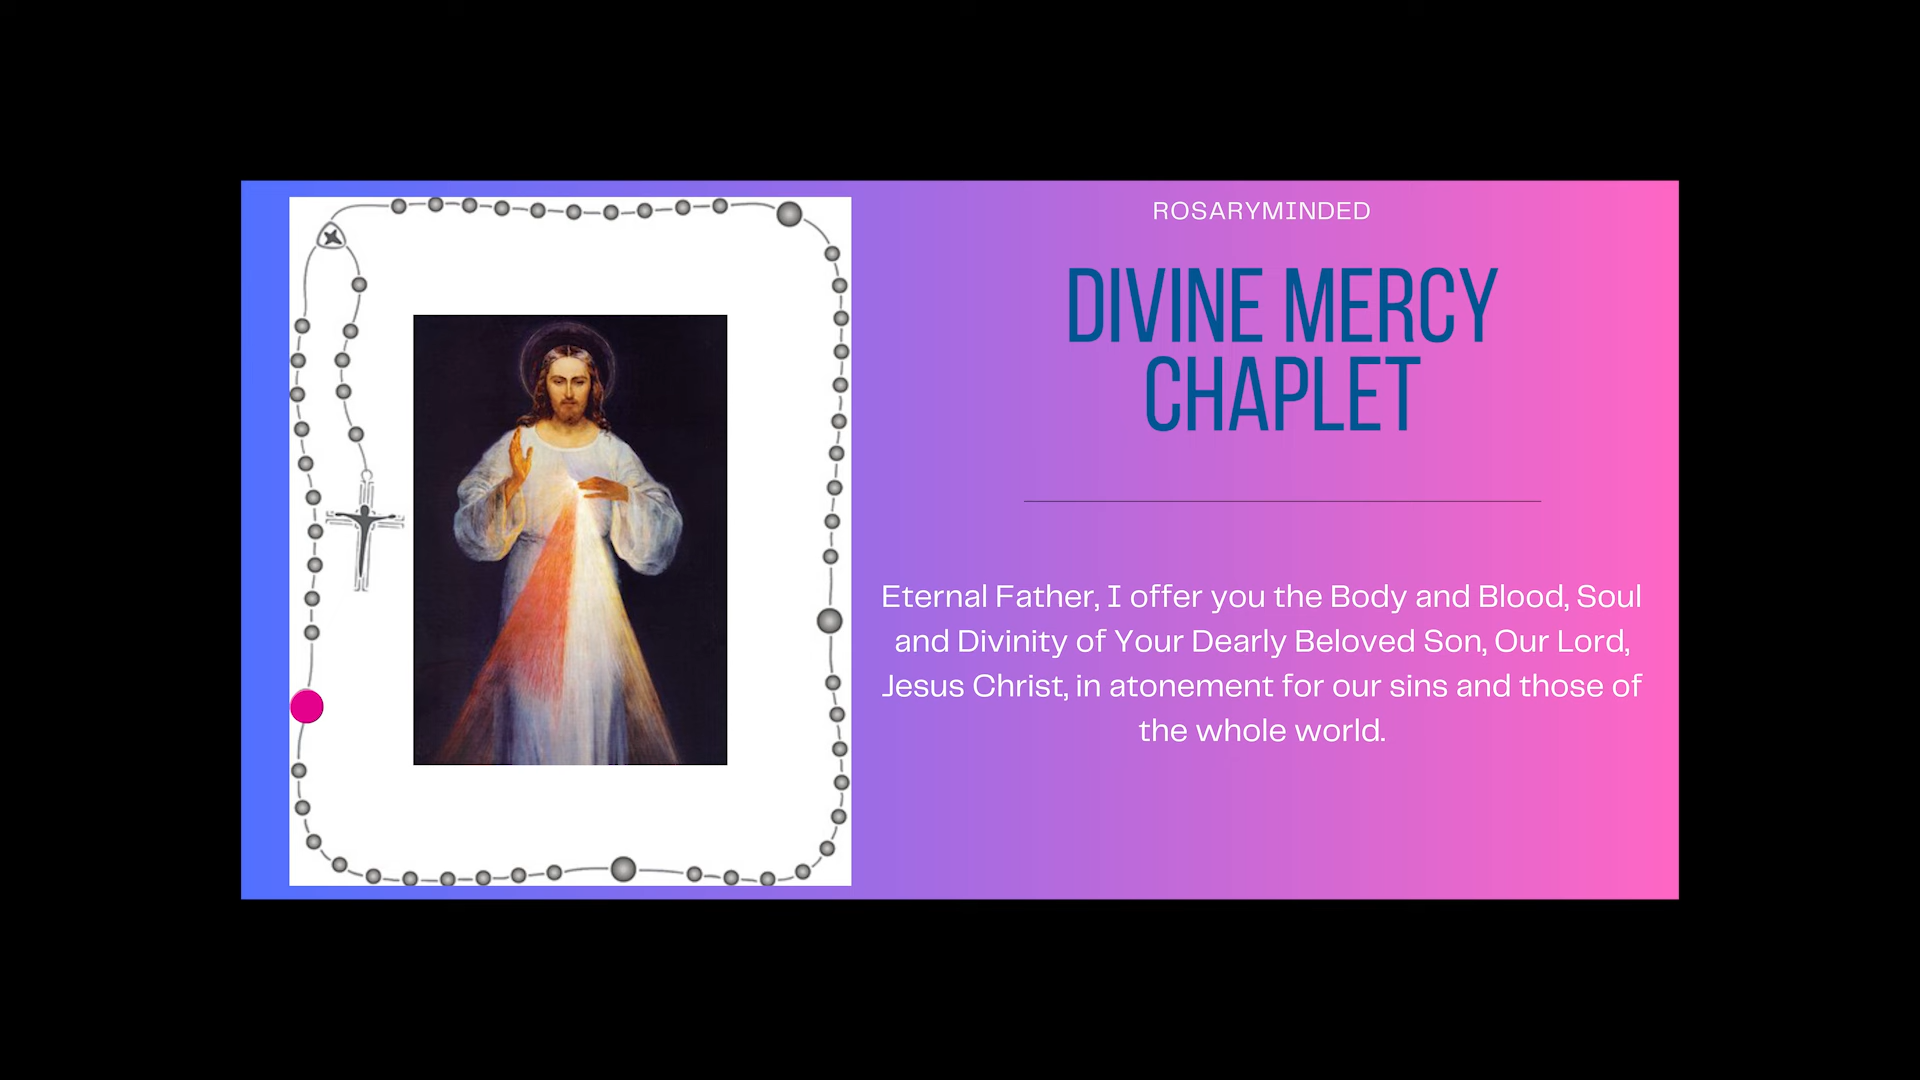 ROSARYMINDED
DIVINE MERCY
CHAPLET
Eternal Father, I offer you the Body and Blood, Soul
and Divinity of Your Dearly Beloved Son, Our Lord,
Jesus Christ, in atonement for our sins and those of
the whole world.